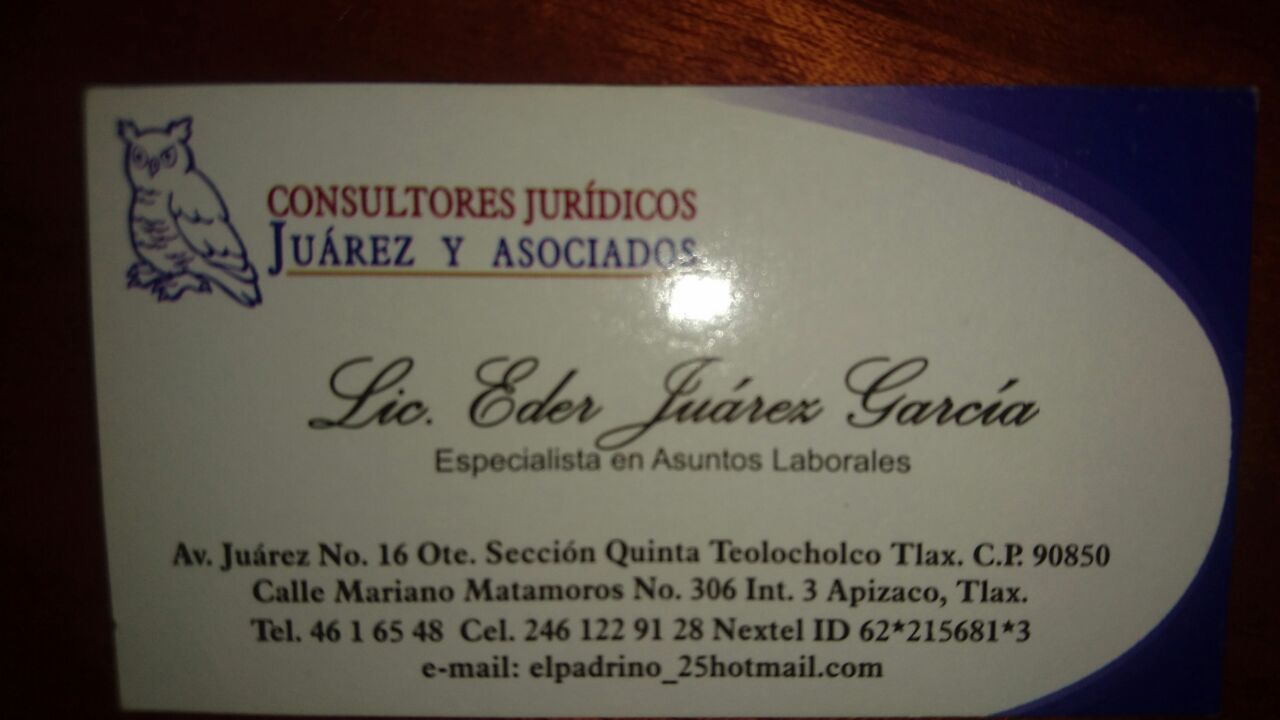 CONSULTORES JURÍDICOS
JUÁREZ Y ASOCIADOS
Lic. Eder Juárez García
Especialista en Asuntos Laborales
Av. Juárez No. 16 Ote. Sección Quinta Teolocholco Tlax. C.P. 90850
Calle Mariano Matamoros No. 306 Int. 3 Apizaco, Tlax.
Tel. 46 1 65 48 Cel. 246 122 91 28 Nextel ID 62*215681*3
e-mail: elpadrino_25hotmail.com